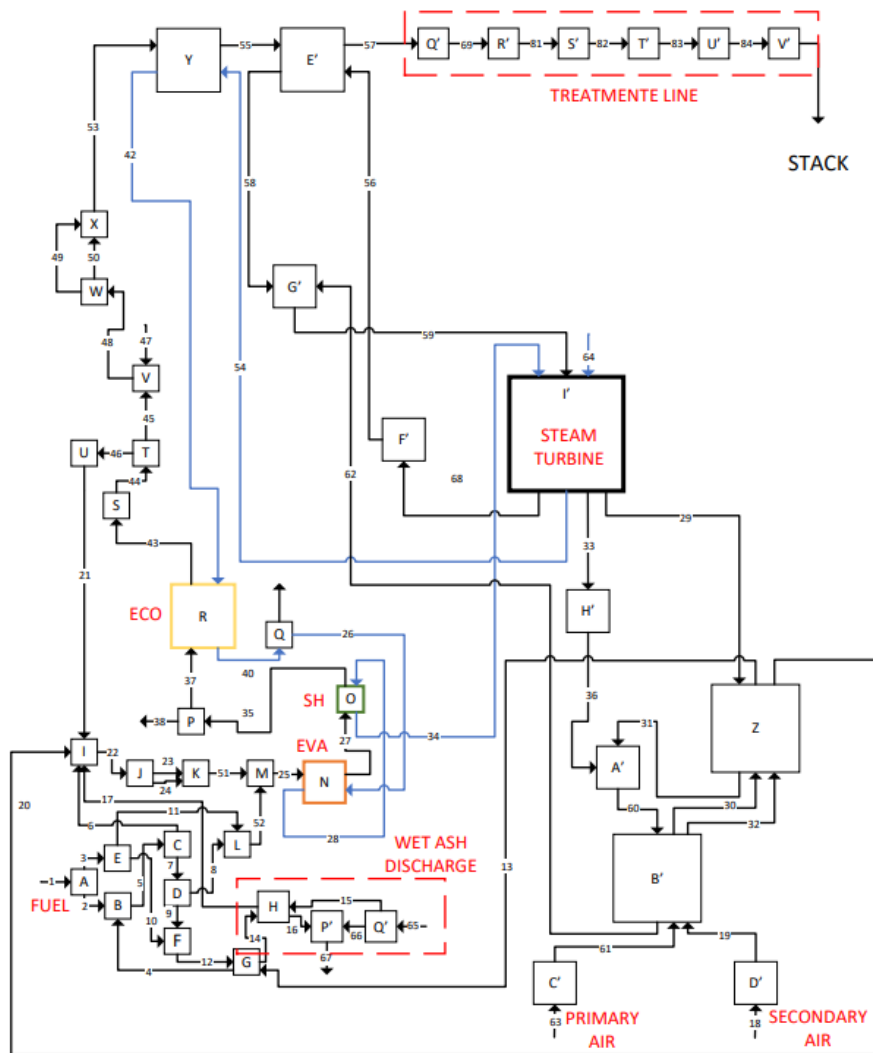 Y
55
E'
57
Q'
69
R'
81
S'
82
T'
83
U'
84
V'
TREATMENTE LINE
STACK
53
42
58
56
X
49
50
W
G'
48
47
59
64
54
V
I'
STEAM
TURBINE
45
F'
U
46
T
62
68
44
S
29
43
33
21
ECO
R
H'
Q
26
40
37
36
SH
O
Z
35
38
P
34
31
EVA
27
I
22
J
23
24
K
51
M
25
N
A'
20
17
11
52
28
60
30
32
6
WET ASH
DISCHARGE
13
C
L
E
3
5
7
8
1
A
D
B'
FUEL
2
B
9
10
H
15
16
P'
66
Q'
65
F
14
67
61
19
4
12
G
C'
D'
63
PRIMARY
AIR
18
SECONDARY
AIR